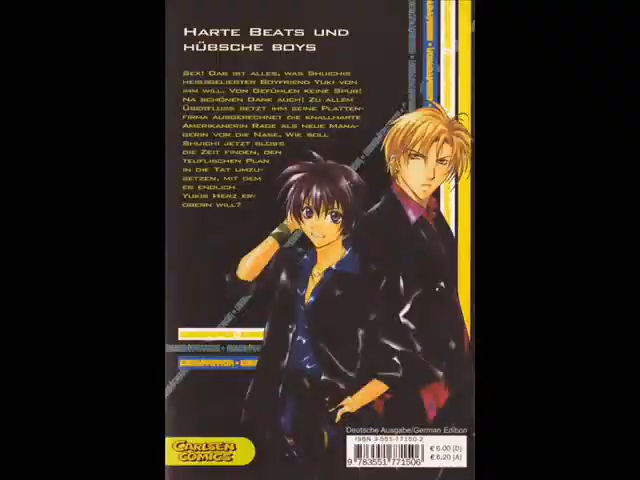 HARTE BEATS UND
HÜBSCHE BOYS
SEX! DAS IST ALLES, WAS SHUICHIS
HEISSGELIEBTER BOYFRIEND YUKI VON
IHM WILL. VON GEFÜHLEN KEINE SPUR!
NA SCHÖNEN DANK AUCH! ZU ALLEM
ÜBERFLUSS SETZT IHM SEINE PLATTEN-
FIRMA AUSGERECHNET DIE KNALLHARTE
AMERIKANERIN RAGE ALS NEUE MANA-
GERIN VOR DIE NASE. WIE SOLL
SHUICHI JETZT BLOSS
DIE ZEIT FINDEN, DEN
TEUFLISCHEN PLAN
IN DIE TAT UMZU-
SETZEN, MIT DEM
ER ENDLICH
YUKIS HERZ ER-
OBERN WILL?
Deutsche Ausgabe/German Edition
ISBN 3-551-77150-2
€ 6,00 (D)
€ 6,20 (A)
9 783551 771506
CARLSEN
COMICS